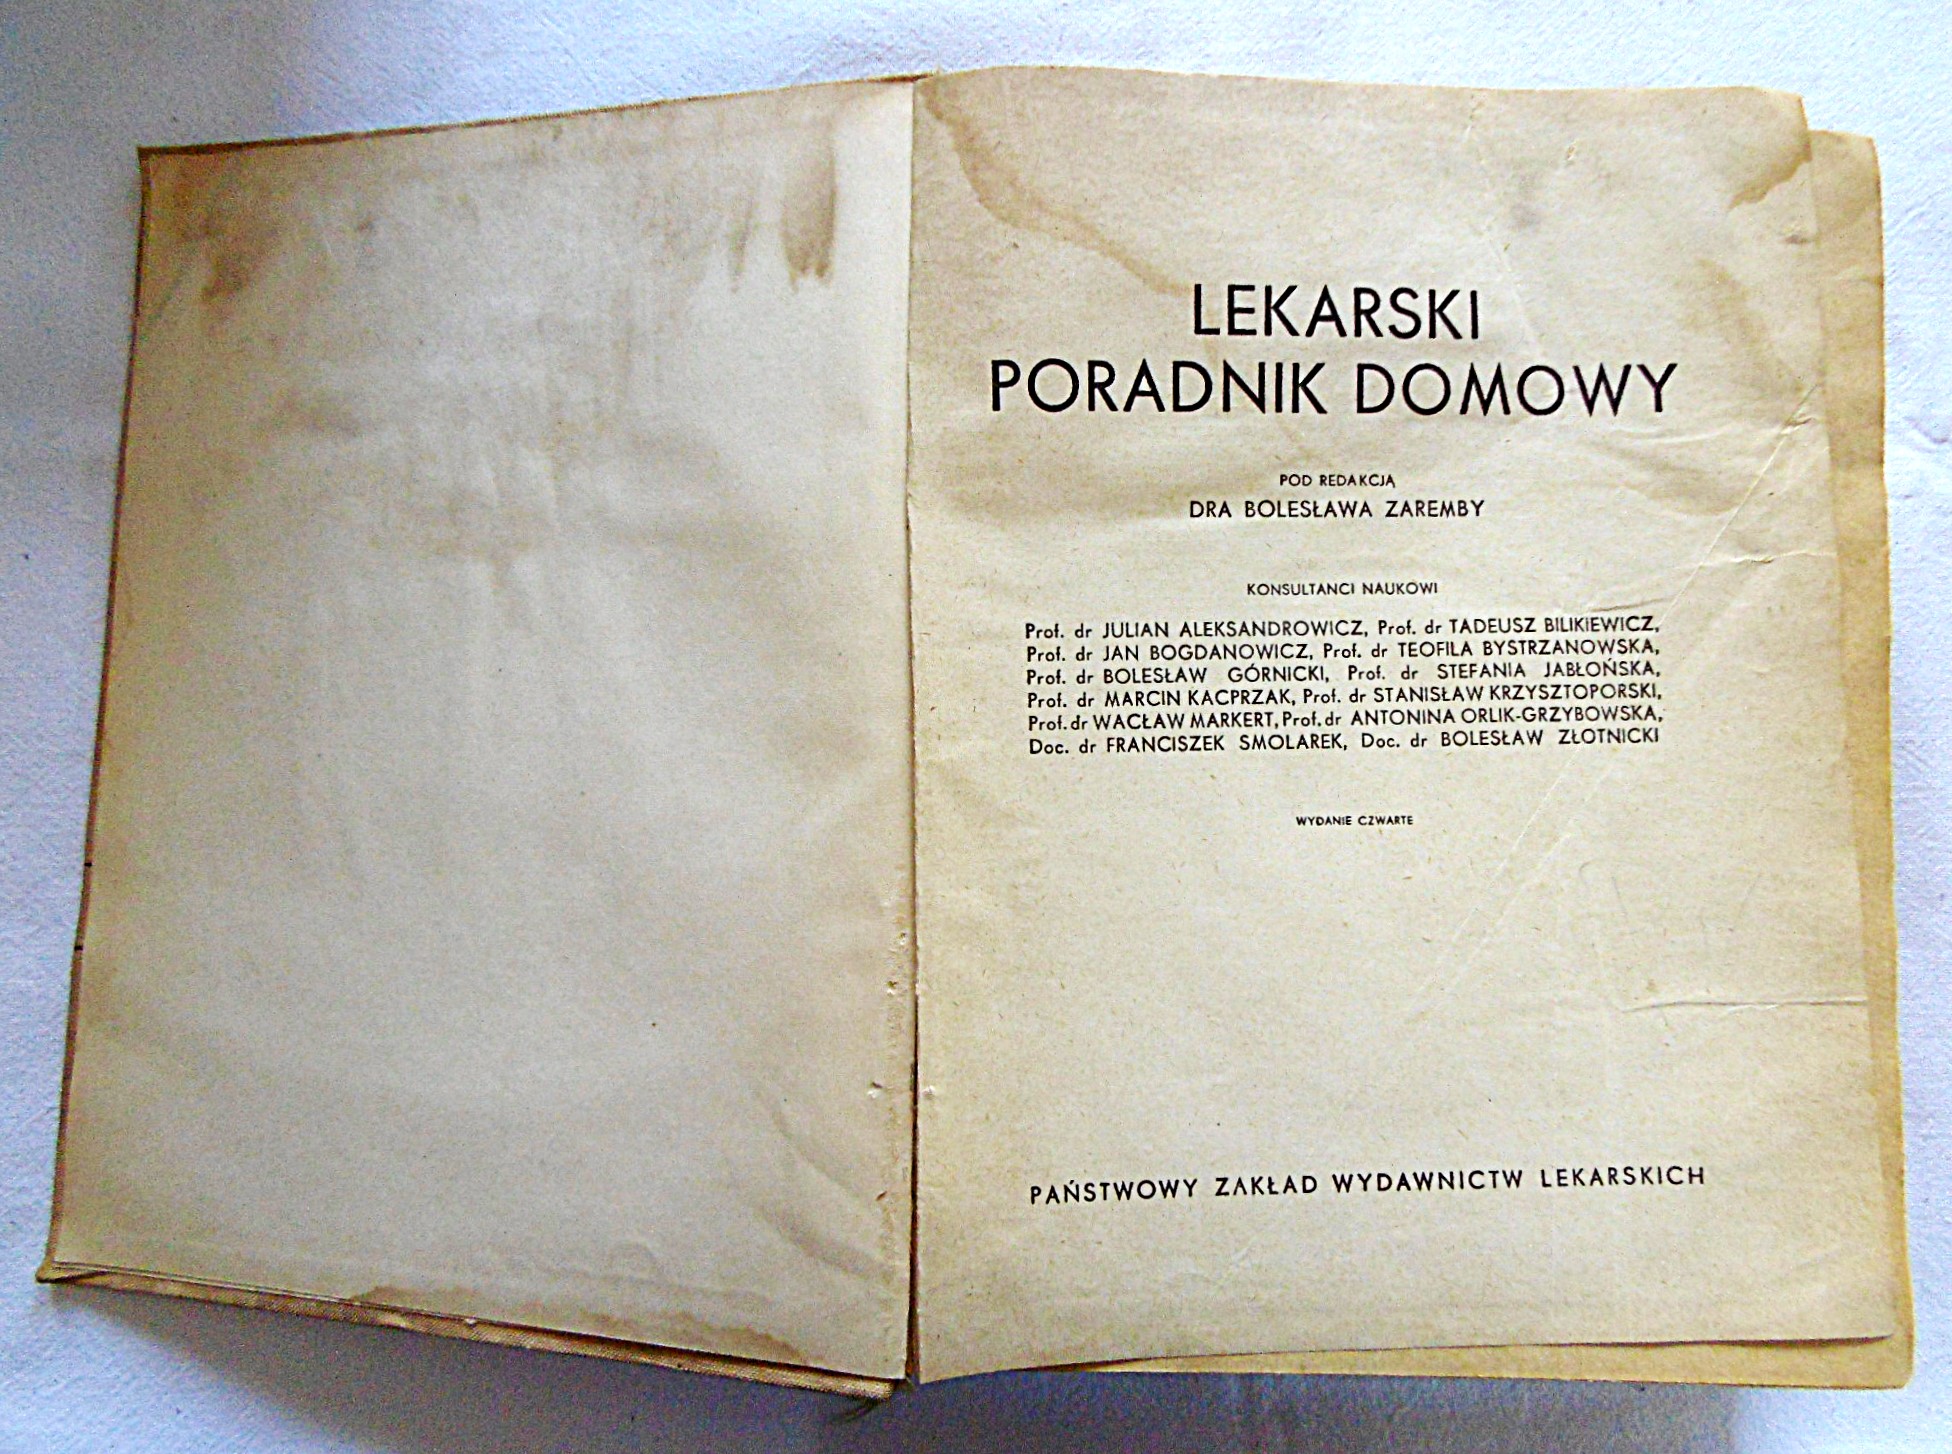 LEKARSKI
PORADNIK DOMOWY
POD REDAKCJĄ
DRA BOLESŁAWA ZAREMBY
KONSULTANCI NAUKOWI
Prof. dr JULIAN ALEKSANDROWICZ, Prof. dr TADEUSZ BILIKIEWICZ,
Prof. dr JAN BOGDANOWICZ, Prof. dr TEOFILA BYSTRZANOWSKA,
Prof. dr BOLESŁAW GÓRNICKI, Prof. dr STEFANIA JABŁOŃSKA,
Prof. dr MARCIN KACPRZAK, Prof. dr STANISŁAW KRZYSZTOPORSKI,
Prof. dr WACŁAW MARKERT, Prof. dr ANTONINA ORLIK-GRZYBOWSKA,
Doc. dr FRANCISZEK SMOLAREK, Doc. dr BOLESŁAW ZŁOTNICKI
WYDANIE CZWARTE
PAŃSTWOWY ZAKŁAD WYDAWNICTW LEKARSKICH